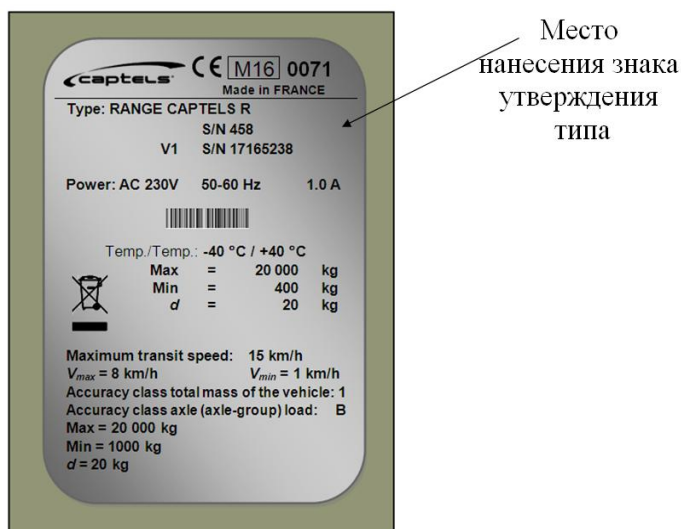 captels CE M16 0071
Made in FRANCE
Type: RANGE CAPTELS R
S/N 458
V1 S/N 17165238
Power: AC 230V 50-60 Hz 1.0 A
Temp./Temp.: -40 °C / +40 °C
Max = 20 000 kg
Min = 400 kg
d = 20 kg
Maximum transit speed: 15 km/h
Vmax = 8 km/h Vmin = 1 km/h
Accuracy class total mass of the vehicle: 1
Accuracy class axle (axle-group) load: B
Max = 20 000 kg
Min = 1000 kg
d = 20 kg
Место
нанесения знака
утверждения
типа